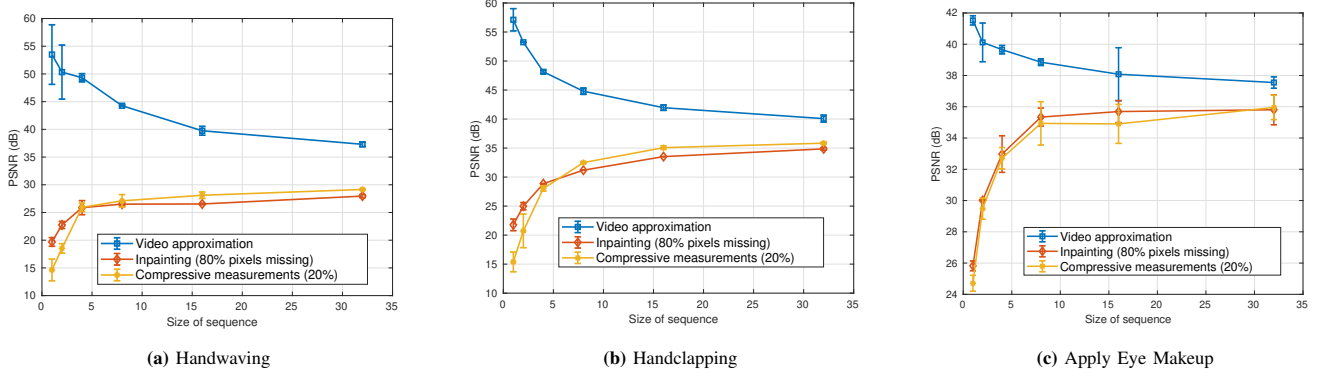 60
50
40
30
20
10
PSNR (dB)
55
45
35
25
15
Video approximation
Inpainting (80% pixels missing)
Compressive measurements (20%)
0 5 10 15 20 25 30 35
Size of sequence
(a) Handwaving
60
55
50
45
40
35
30
25
20
15
10
PSNR (dB)
Video approximation
Inpainting (80% pixels missing)
Compressive measurements (20%)
0 5 10 15 20 25 30 35
Size of sequence
(b) Handclapping
42
40
38
36
34
32
30
28
26
24
PSNR (dB)
Video approximation
Inpainting (80% pixels missing)
Compressive measurements (20%)
0 5 10 15 20 25 30 35
Size of sequence
(c) Apply Eye Makeup